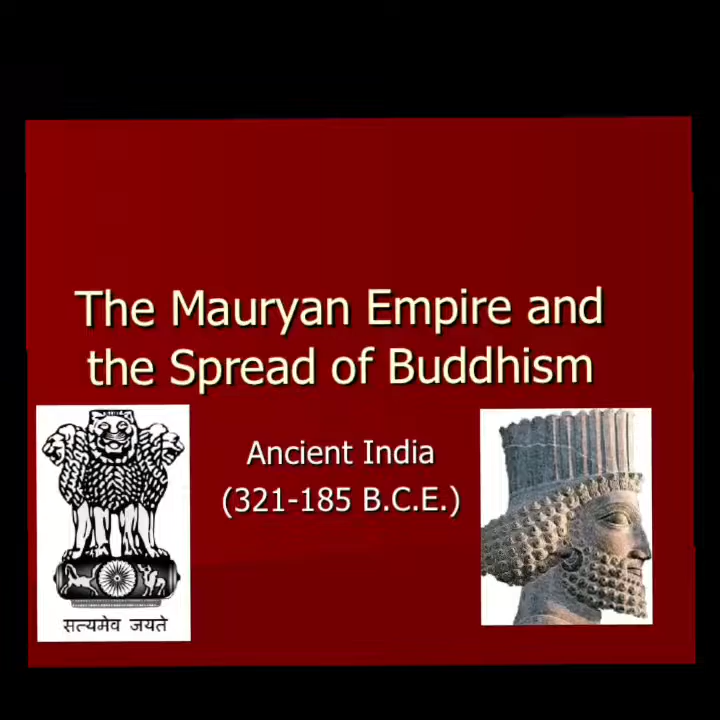 The Mauryan Empire and
the Spread of Buddhism
Ancient India
(321-185 B.C.E.)
सत्यमेव जयते